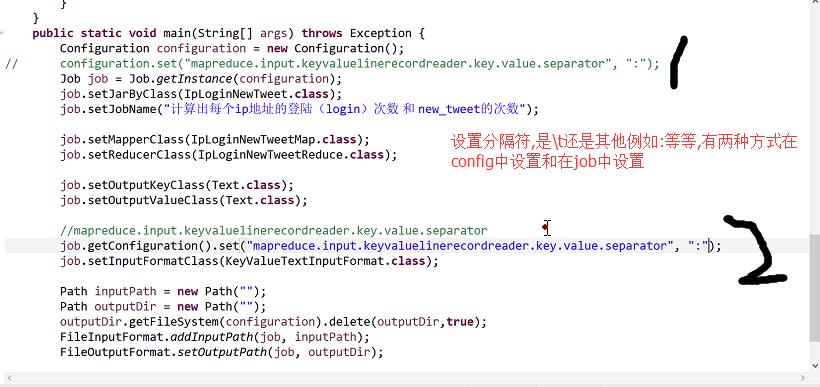 }
}
public static void main(String[] args) throws Exception {
Configuration configuration = new Configuration();
// configuration.set("mapreduce.input.keyvaluelinerecordreader.key.value.separator", ":");
1
Job job = Job.getInstance(configuration);
job.setJarByClass(IpLoginNewTweet.class);
job.setJobName("计算出每个ip地址的登陆（login）次数 和 new_tweet的次数");
job.setMapperClass(IpLoginNewTweetMap.class);
设置分隔符,是\t还是其他例如:等等,有两种方式在
job.setReducerClass(IpLoginNewTweetReduce.class);
config中设置和在job中设置
job.setOutputKeyClass(Text.class);
job.setOutputValueClass(Text.class);
//mapreduce.input.keyvaluelinerecordreader.key.value.separator
job.getConfiguration().set("mapreduce.input.keyvaluelinerecordreader.key.value.separator", ":");
2
job.setInputFormatClass(KeyValueTextInputFormat.class);
Path inputPath = new Path("");
Path outputDir = new Path("");
outputDir.getFileSystem(configuration).delete(outputDir,true);
FileInputFormat.addInputPath(job, inputPath);
FileOutputFormat.setOutputPath(job, outputDir);